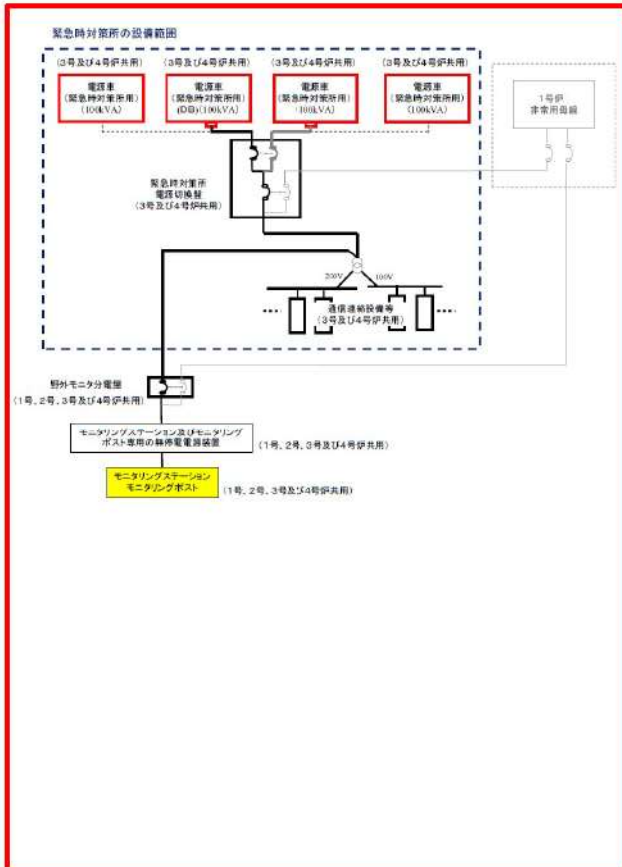 緊急時対策所の設備範囲
(3号及び4号炉共用)
(3号及び4号炉共用)
(3号及び4号炉共用)
(3号及び4号炉共用)
電源車
(緊急時対策所用)
(100kVA)
電源車
(緊急時対策所用)
(DB)(100kVA)
電源車
(緊急時対策所用)
(100kVA)
電源車
(緊急時対策所用)
(100kVA)
1号炉
非常用母線
緊急時対策所
電源切換盤
(3号及び4号炉共用)
200V
100V
通信連絡設備等
(3号及び4号炉共用)
野外モニタ分電盤
(1号、2号、3号及び4号炉共用)
モニタリングステーション及びモニタリング
ポスト専用の無停電電源装置
(1号、2号、3号及び4号炉共用)
モニタリングステーション
モニタリングポスト
(1号、2号、3号及び4号炉共用)